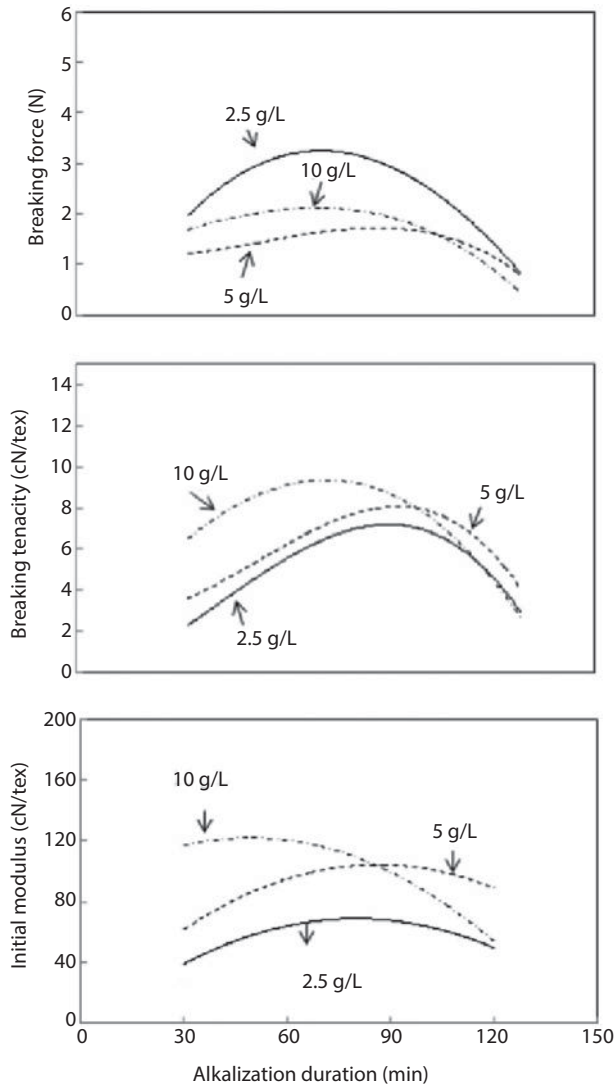 Breaking force (N)
6
5
4
3
2
1
0
2.5 g/L
10 g/L
5 g/L
Breaking tenacity (cN/tex)
14
12
10
8
6
4
2
0
10 g/L
5 g/L
2.5 g/L
Initial modulus (cN/tex)
200
160
120
80
40
0
10 g/L
5 g/L
2.5 g/L
0 30 60 90 120 150
Alkalization duration (min)